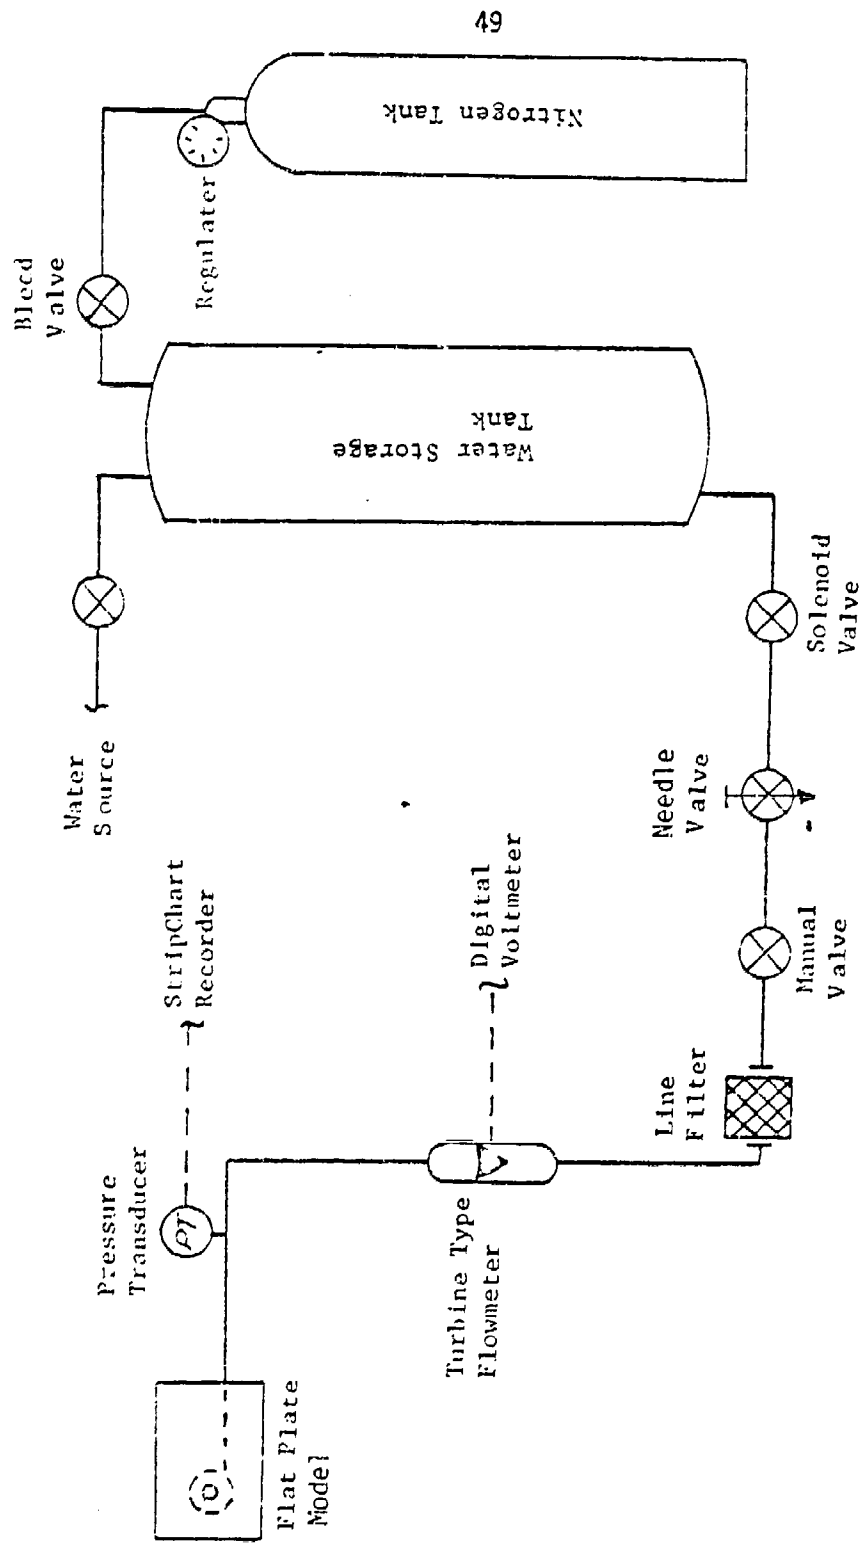 49
Nitrogen
Tank
Regulater
Bleed
Valve
Water Storage
Tank
Water
Source
Solenoid
Valve
Needle
Valve
Manual
Valve
Line
Filter
StripChart
Recorder
DIgital
Voltmeter
Pressure
Transducer
PT
Turbine Type
Flowmeter
Flat Plate
Model